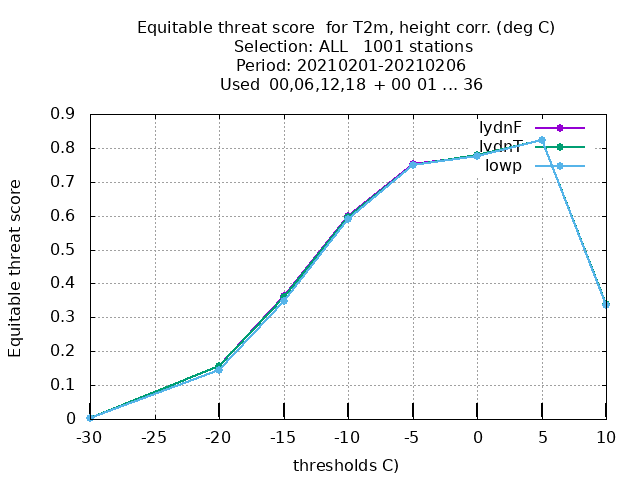 Equitable threat score for T2m, height corr. (deg C)
Selection: ALL 1001 stations
Period: 20210201-20210206
Used 00,06,12,18 + 00 01 ... 36
Equitable threat score
0.9
0.8
0.7
0.6
0.5
0.4
0.3
0.2
0.1
0
lydnF
lydnT
lowp
-30 -25 -20 -15 -10 -5 0 5 10
thresholds C)